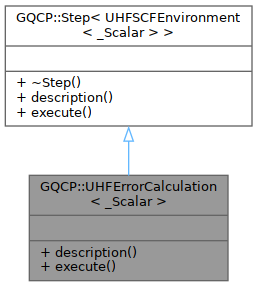 GQCP::Step< UHFSCFEnvironment
< _Scalar > >
+ ~Step()
+ description()
+ execute()
GQCP::UHFErrorCalculation
< _Scalar >
+ description()
+ execute()